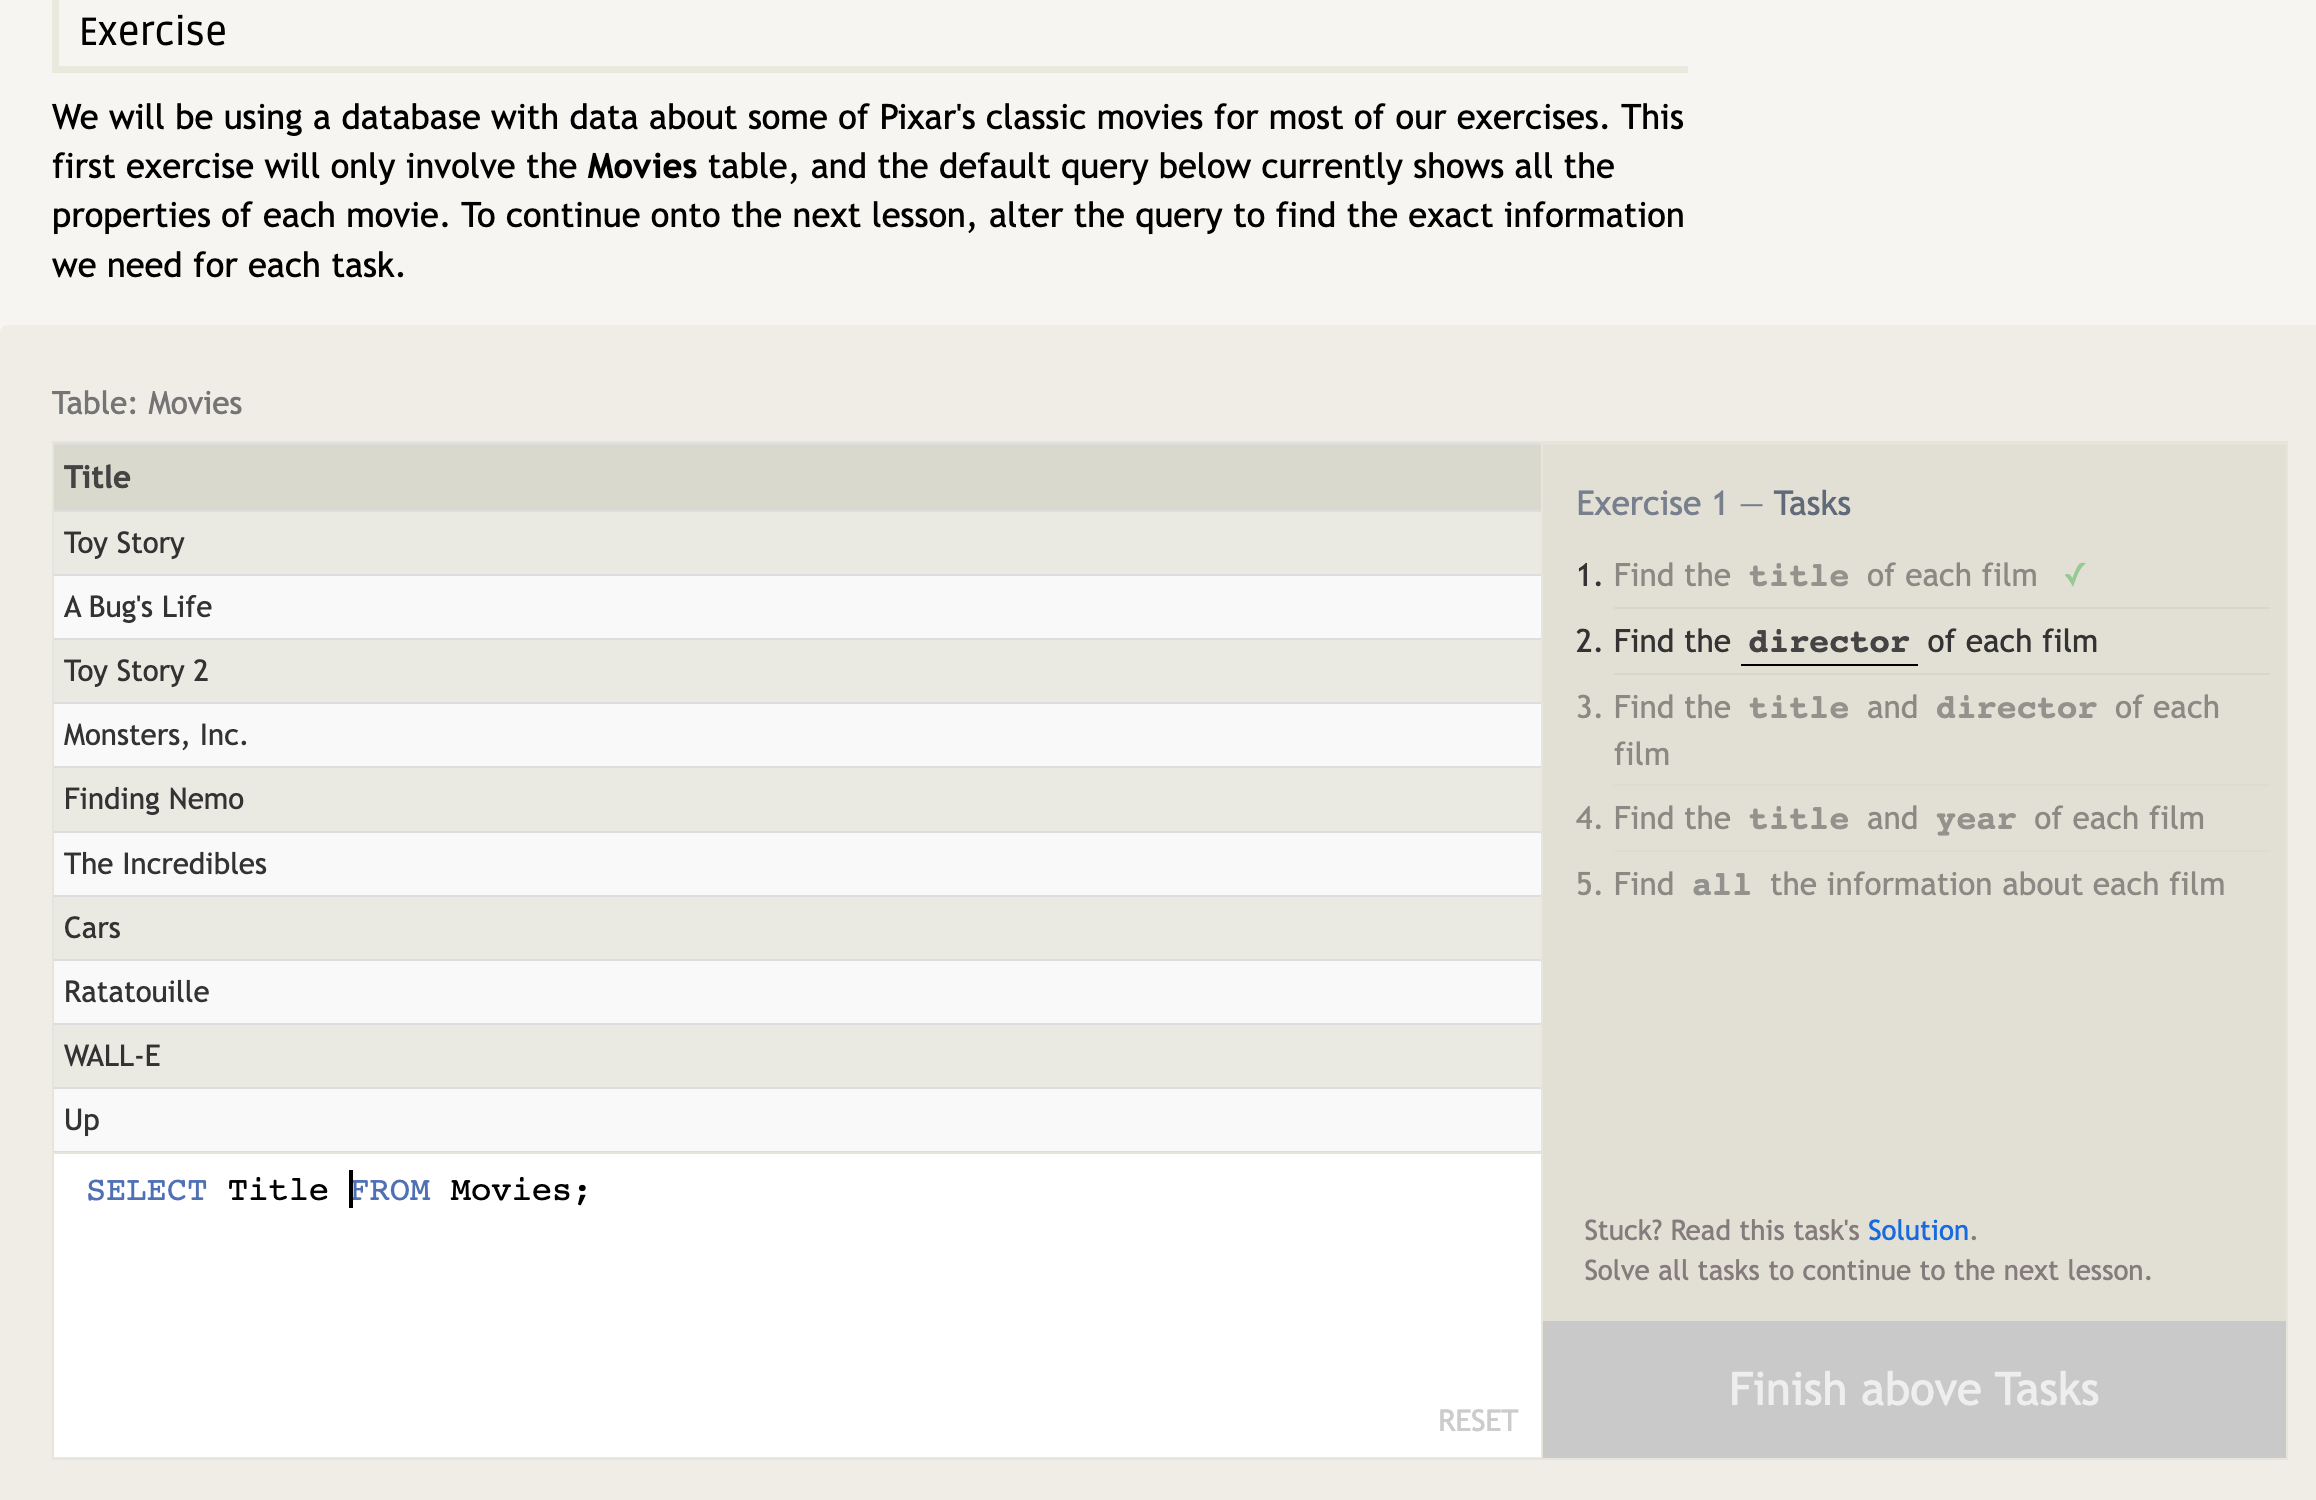 Exercise
We will be using a database with data about some of Pixar's classic movies for most of our exercises. This
first exercise will only involve the Movies table, and the default query below currently shows all the
properties of each movie. To continue onto the next lesson, alter the query to find the exact information
we need for each task.
Table: Movies
Title
Toy Story
A Bug's Life
Toy Story 2
Monsters, Inc.
Finding Nemo
The Incredibles
Cars
Ratatouille
WALL-E
Up
SELECT Title FROM Movies;
RESET
Exercise 1 — Tasks
1. Find the title of each film ✓
2. Find the director of each film
3. Find the title and director of each
film
4. Find the title and year of each film
5. Find all the information about each film
Stuck? Read this task's Solution.
Solve all tasks to continue to the next lesson.
Finish above Tasks